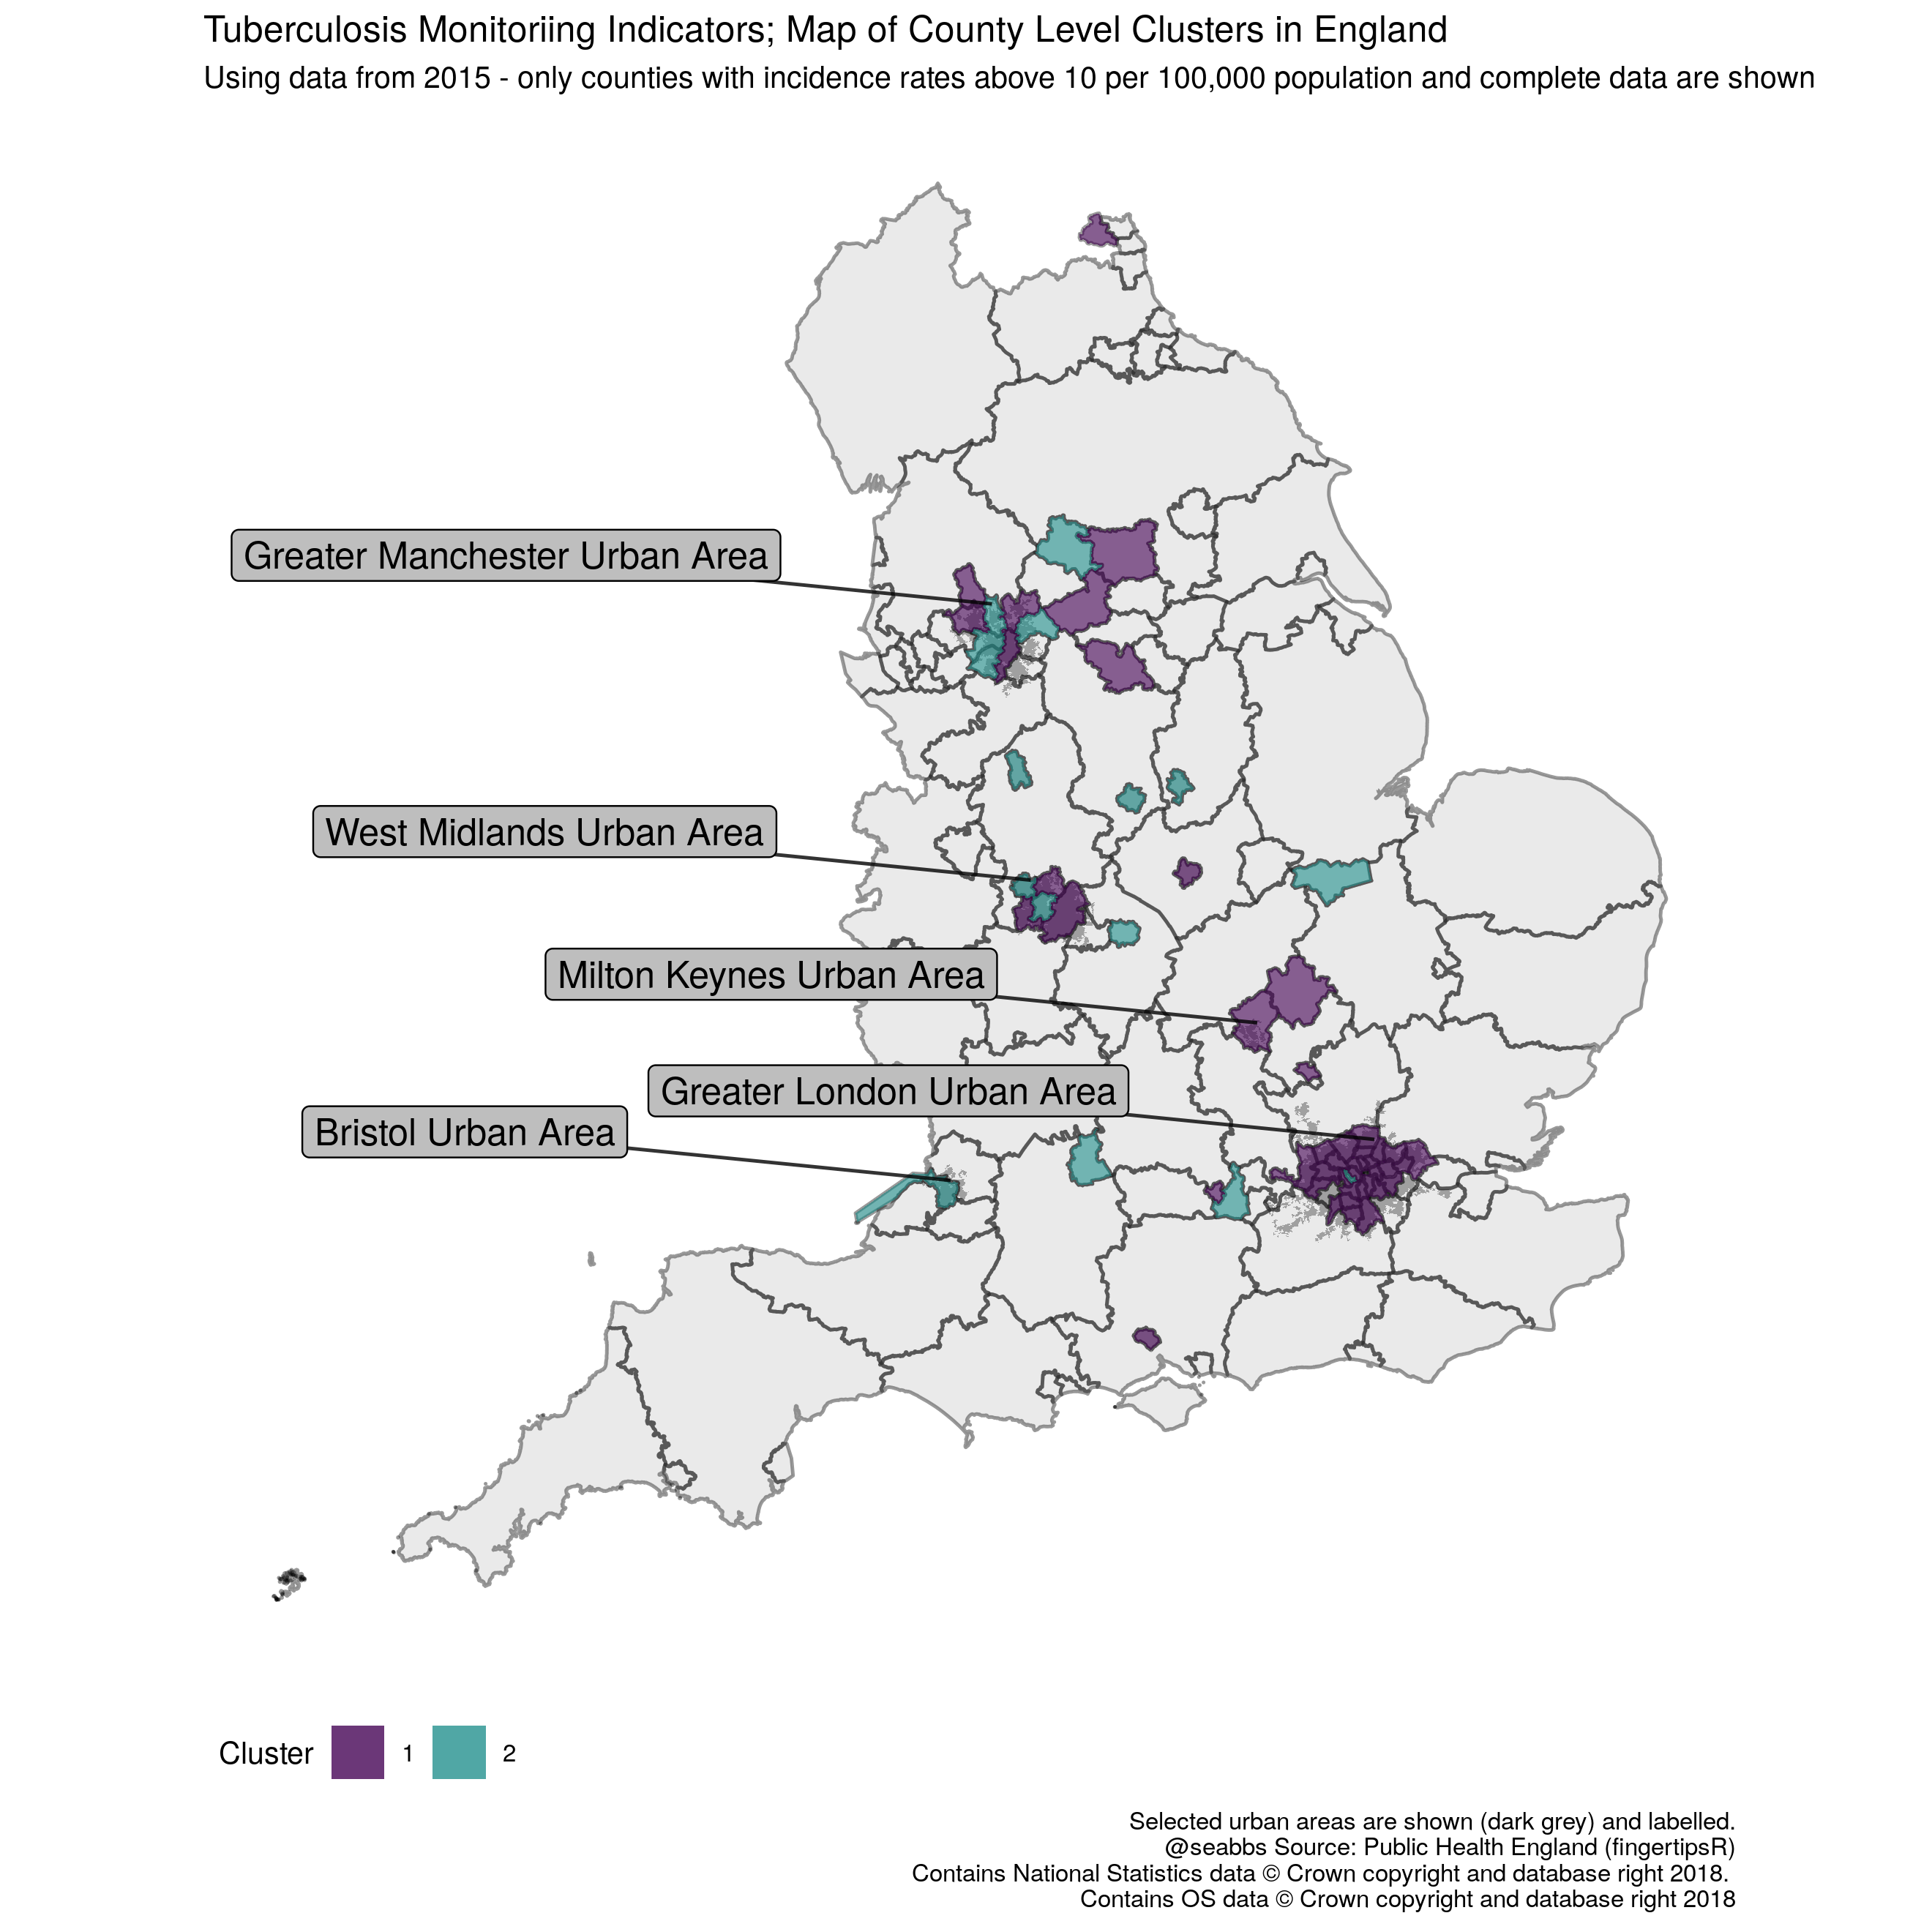 Tuberculosis Monitoriing Indicators; Map of County Level Clusters in England
Using data from 2015 - only counties with incidence rates above 10 per 100,000 population and complete data are shown
Greater Manchester Urban Area
West Midlands Urban Area
Milton Keynes Urban Area
Greater London Urban Area
Bristol Urban Area
Cluster 1 2
Selected urban areas are shown (dark grey) and labelled.
@seabbs Source: Public Health England (fingertipsR)
Contains National Statistics data © Crown copyright and database right 2018.
Contains OS data © Crown copyright and database right 2018